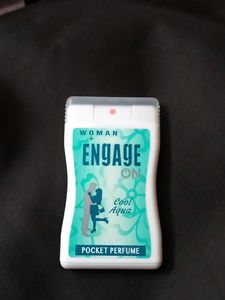 WOMAN
+
ENGAGE
ON
Cool
Aqua
POCKET PERFUME